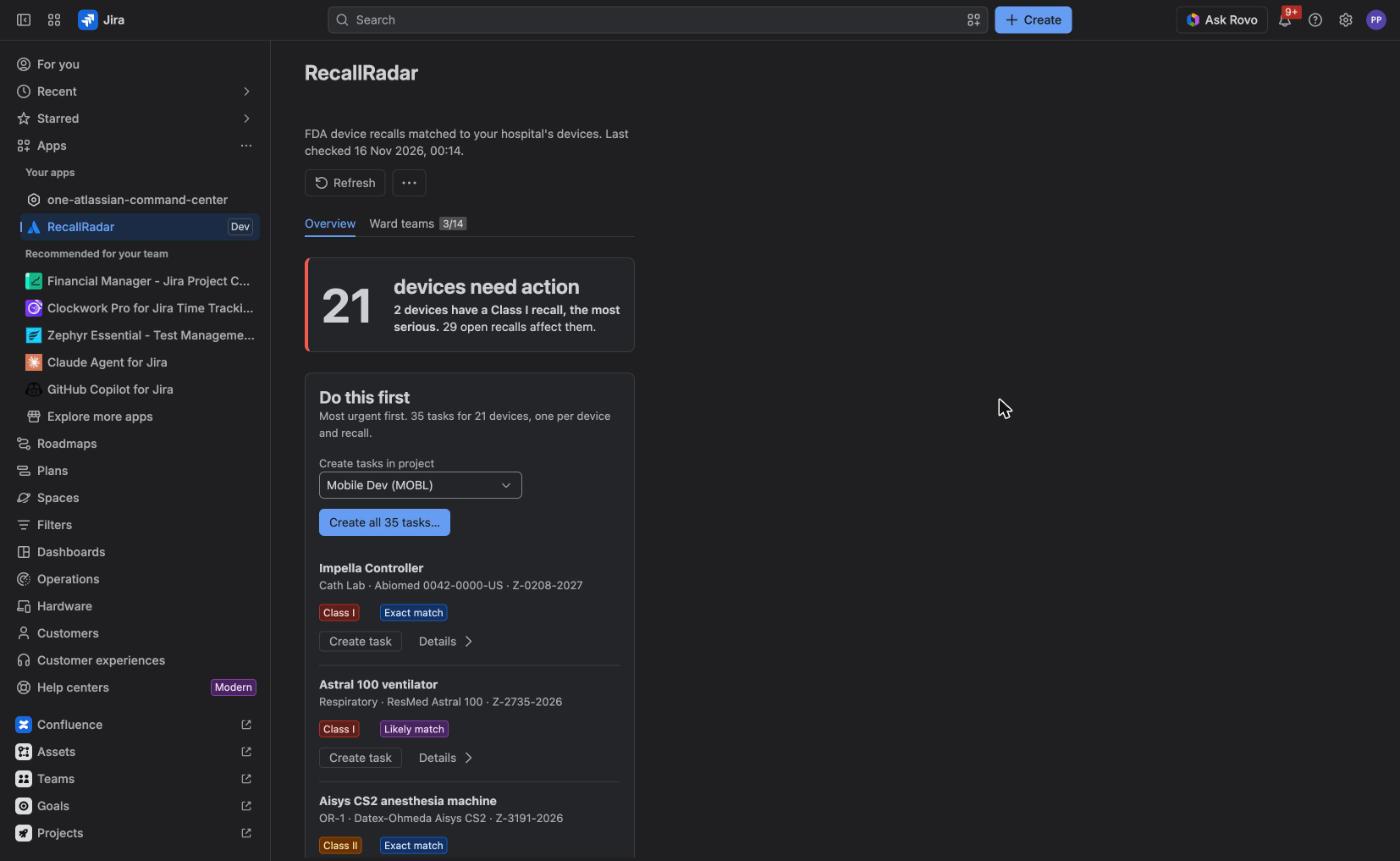 Jira
Search
Create
Ask Rovo
9+
PP
For you
Recent
Starred
Apps
Your apps
one-atlassian-command-center
RecallRadar
Dev
Recommended for your team
Financial Manager - Jira Project C...
Clockwork Pro for Jira Time Tracki...
Zephyr Essential - Test Manageme...
Claude Agent for Jira
GitHub Copilot for Jira
Explore more apps
Roadmaps
Plans
Spaces
Filters
Dashboards
Operations
Hardware
Customers
Customer experiences
Help centers
Modern
Confluence
Assets
Teams
Goals
Projects
RecallRadar
FDA device recalls matched to your hospital's devices. Last
checked 16 Nov 2026, 00:14.
Refresh
Overview
Ward teams 3/14
21
devices need action
2 devices have a Class I recall, the most
serious. 29 open recalls affect them.
Do this first
Most urgent first. 35 tasks for 21 devices, one per device
and recall.
Create tasks in project
Mobile Dev (MOBL)
Create all 35 tasks...
Impella Controller
Cath Lab · Abiomed 0042-0000-US · Z-0208-2027
Class I Exact match
Create task Details
Astral 100 ventilator
Respiratory · ResMed Astral 100 · Z-2735-2026
Class I Likely match
Create task Details
Aisys CS2 anesthesia machine
OR-1 · Datex-Ohmeda Aisys CS2 · Z-3191-2026
Class II Exact match